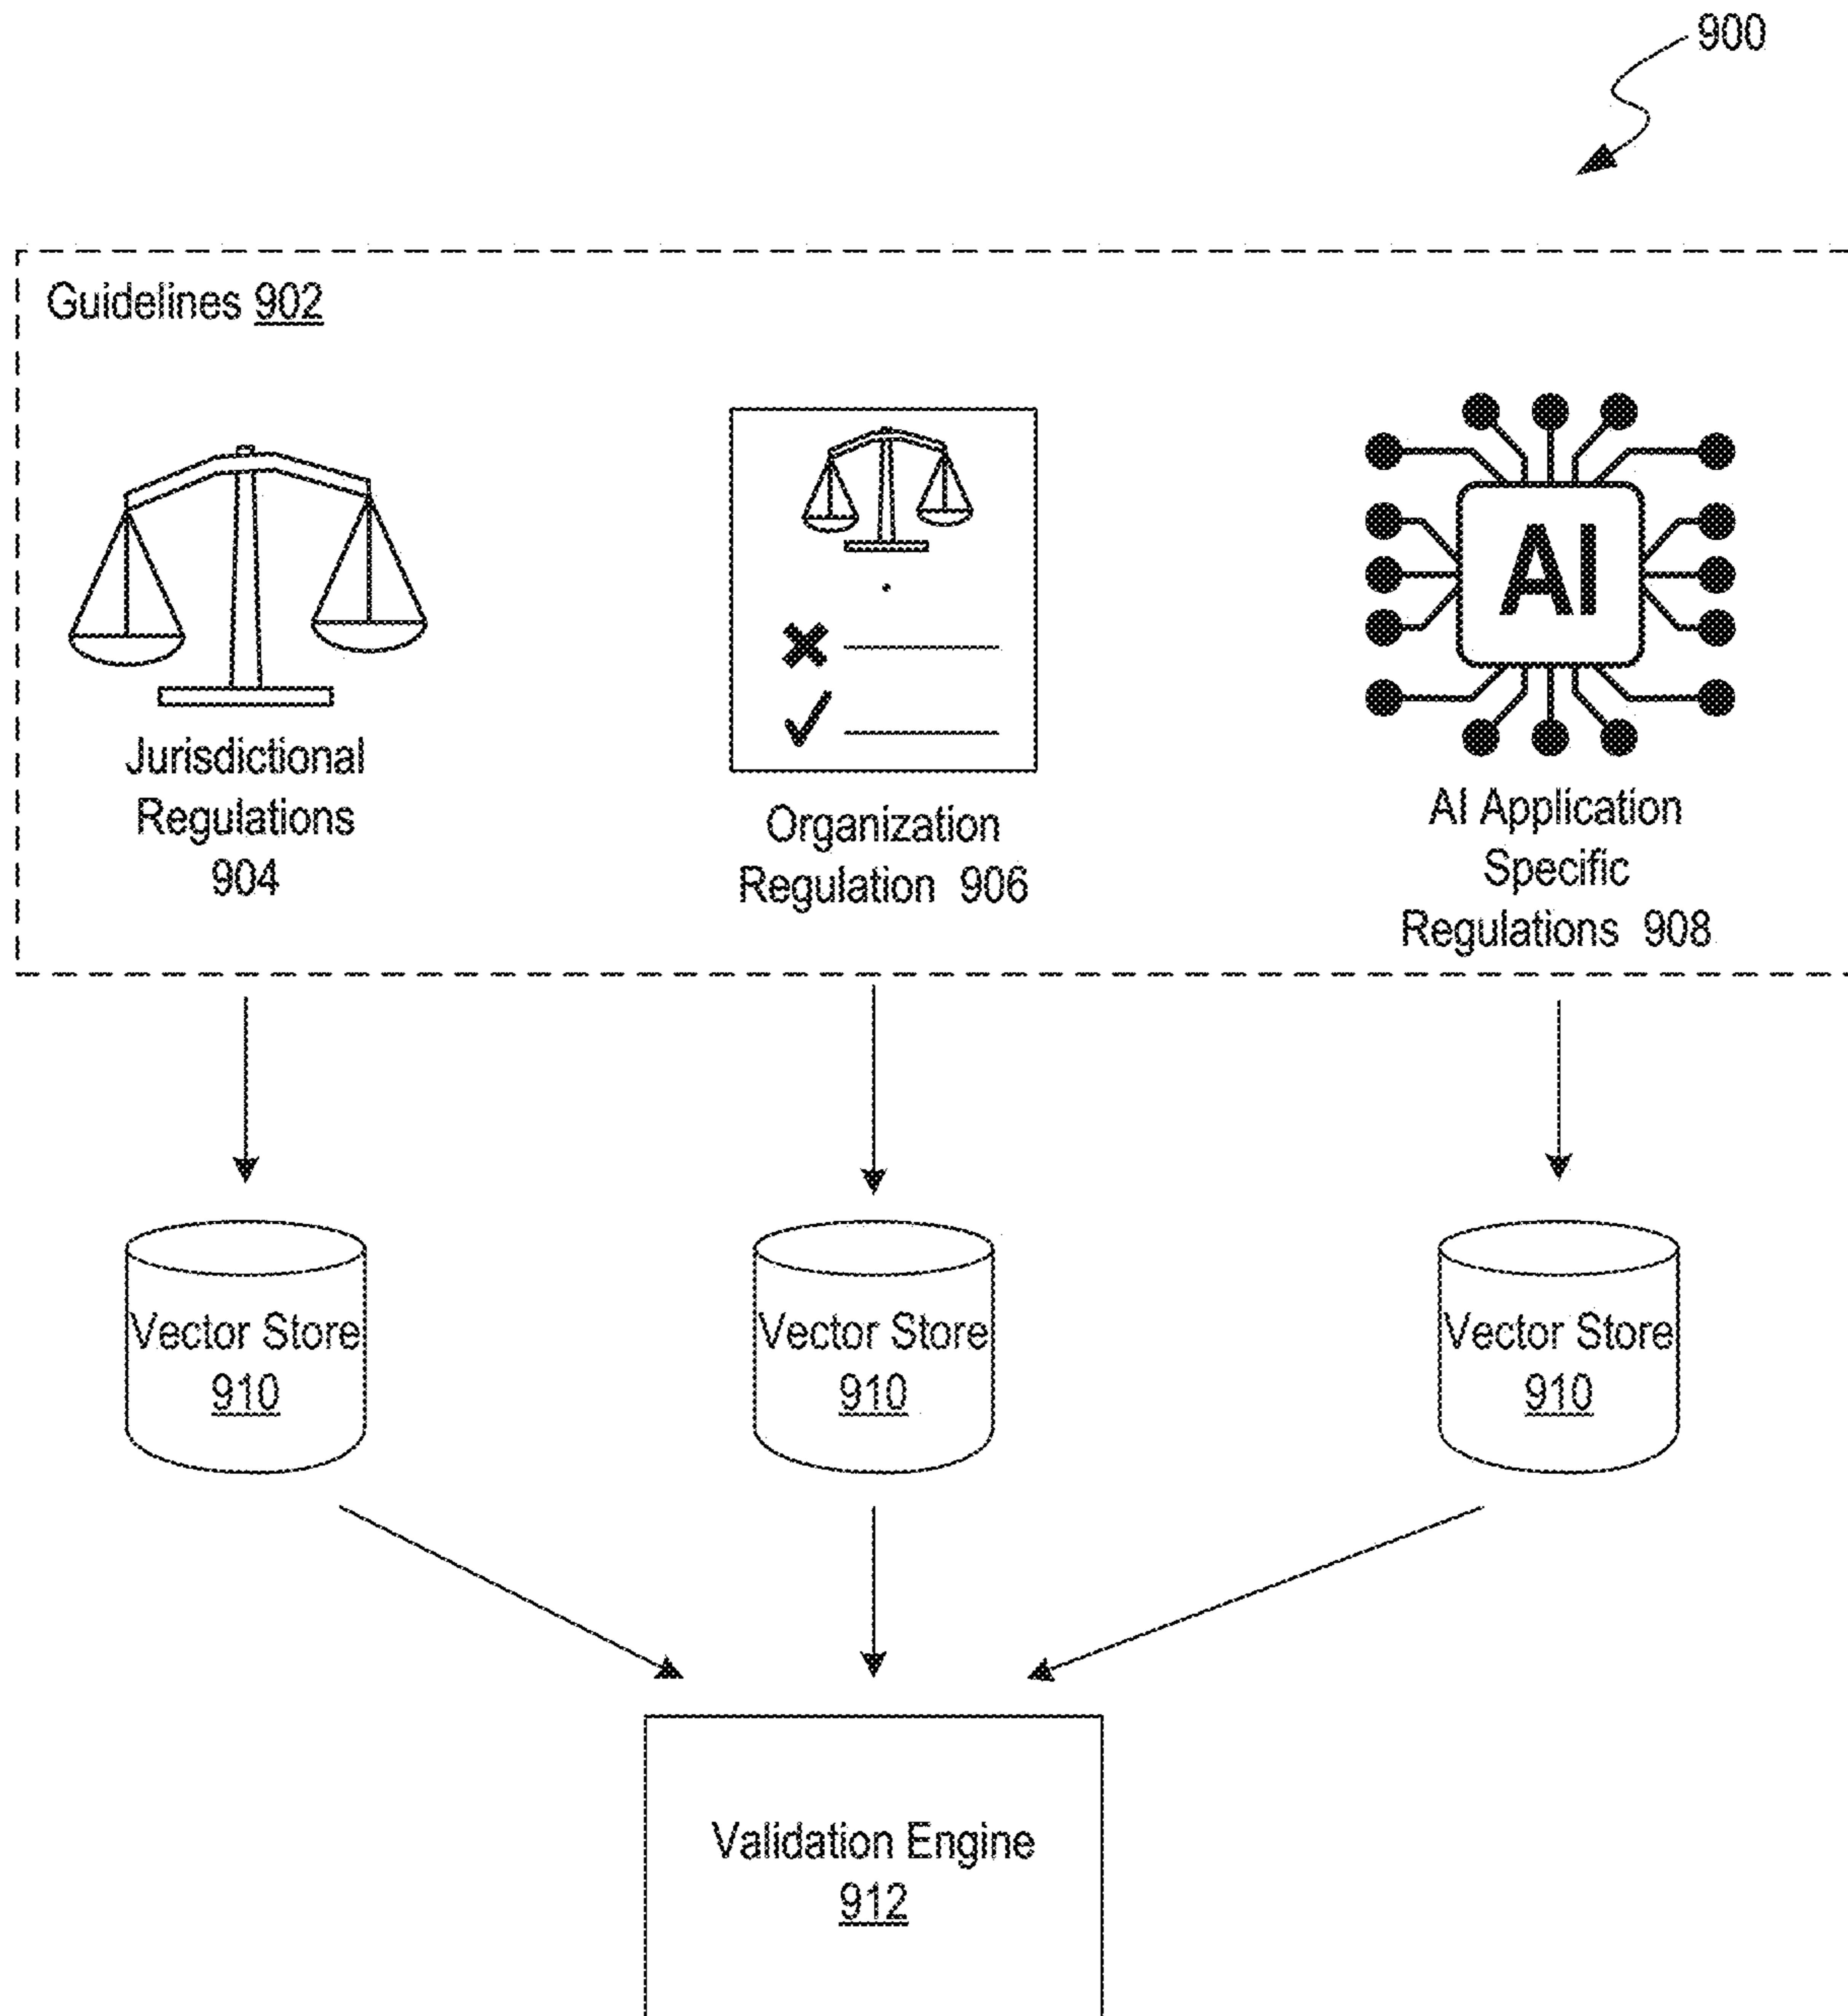 900
Guidelines 902
AI
Jurisdictional
Regulations
904
Organization
Regulation 906
AI Application
Specific
Regulations 908
Vector Store
910
Vector Store
910
Vector Store
910
Validation Engine
912